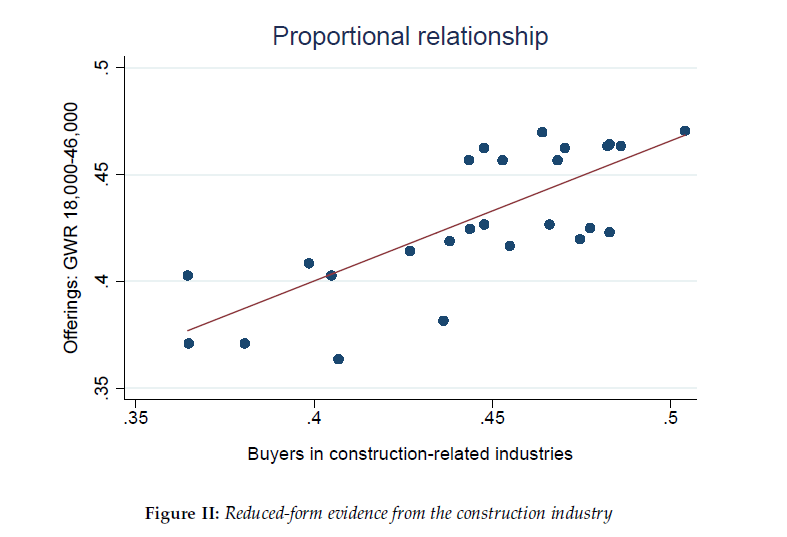 Proportional relationship
Offerings: GWR 18,000-46,000
.5
.45
.4
.35
.35 .4 .45 .5
Buyers in construction-related industries
Figure II: Reduced-form evidence from the construction industry